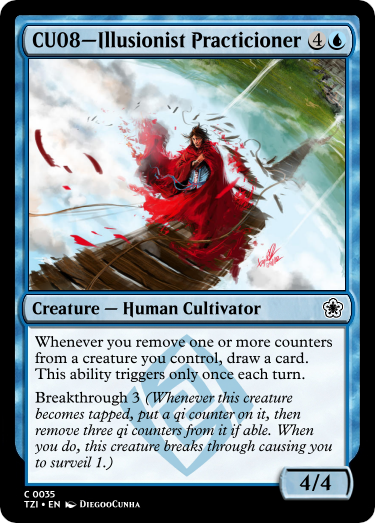 CU08—Illusionist Practicioner 4
Creature — Human Cultivator
Whenever you remove one or more counters
from a creature you control, draw a card.
This ability triggers only once each turn.
Breakthrough 3 (Whenever this creature
becomes tapped, put a qi counter on it, then
remove three qi counters from it if able. When
you do, this creature breaks through causing you
to surveil 1.)
4/4
C 0035
TZI • EN DiegooCunha